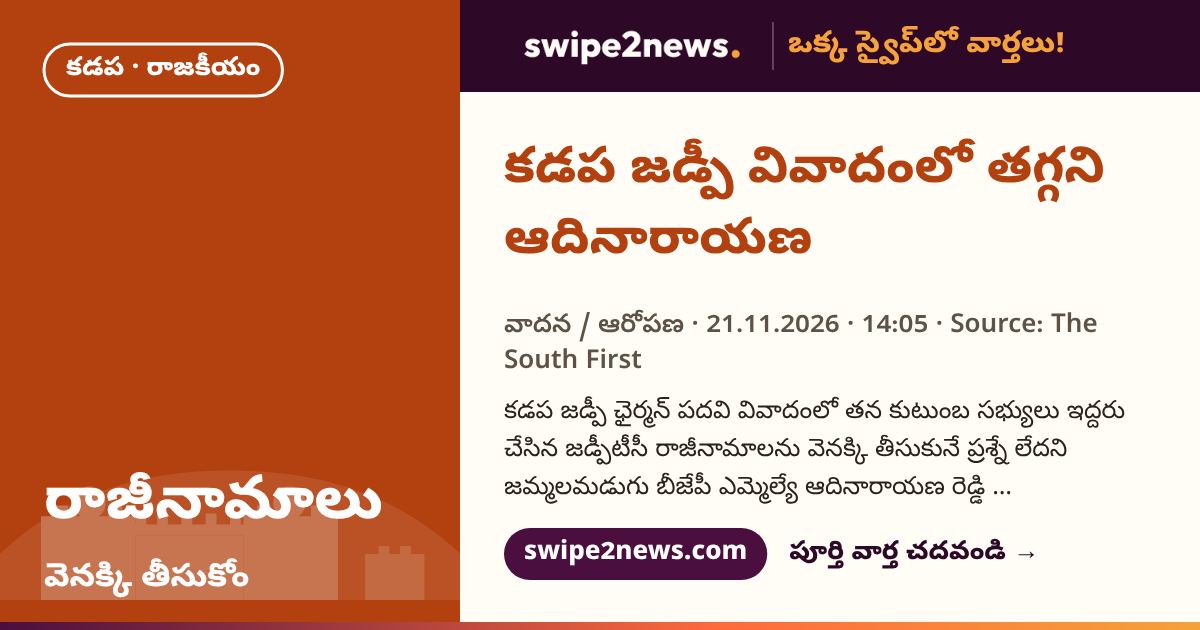 కడప · రాజకీయం
swipe2news.
ఒక్క స్వైప్‌లో వార్తలు!
కడప జడ్పీ వివాదంలో తగ్గని
ఆదినారాయణ
వాదన / ఆరోపణ · 21.11.2026 · 14:05 · Source: The
South First
కడప జడ్పీ ఛైర్మన్ పదవి వివాదంలో తన కుటుంబ సభ్యులు ఇద్దరు
చేసిన జడ్పీటీసీ రాజీనామాలను వెనక్కి తీసుకునే ప్రశ్నే లేదని
జమ్మలమడుగు బీజేపీ ఎమ్మెల్యే ఆదినారాయణ రెడ్డి ...
రాజీనామాలు
వెనక్కి తీసుకోం
swipe2news.com
పూర్తి వార్త చదవండి →